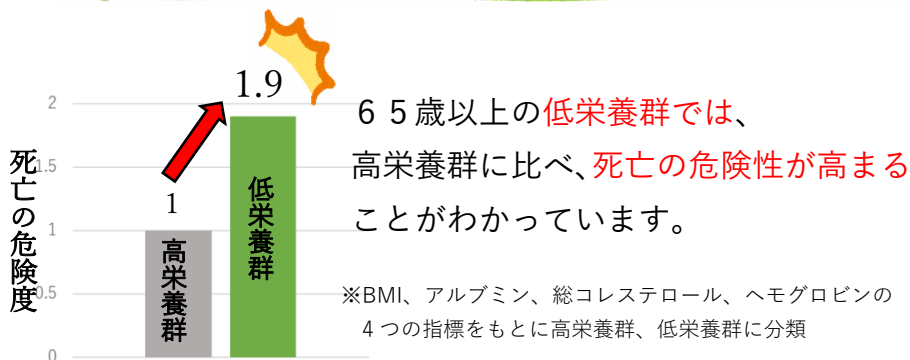 1.9
2
1.5
1
1
0.5
0
死亡の危険度
高栄養群
低栄養群
65歳以上の低栄養群では、
高栄養群に比べ、死亡の危険性が高まる
ことがわかっています。
※BMI、アルブミン、総コレステロール、ヘモグロビンの
4つの指標をもとに高栄養群、低栄養群に分類